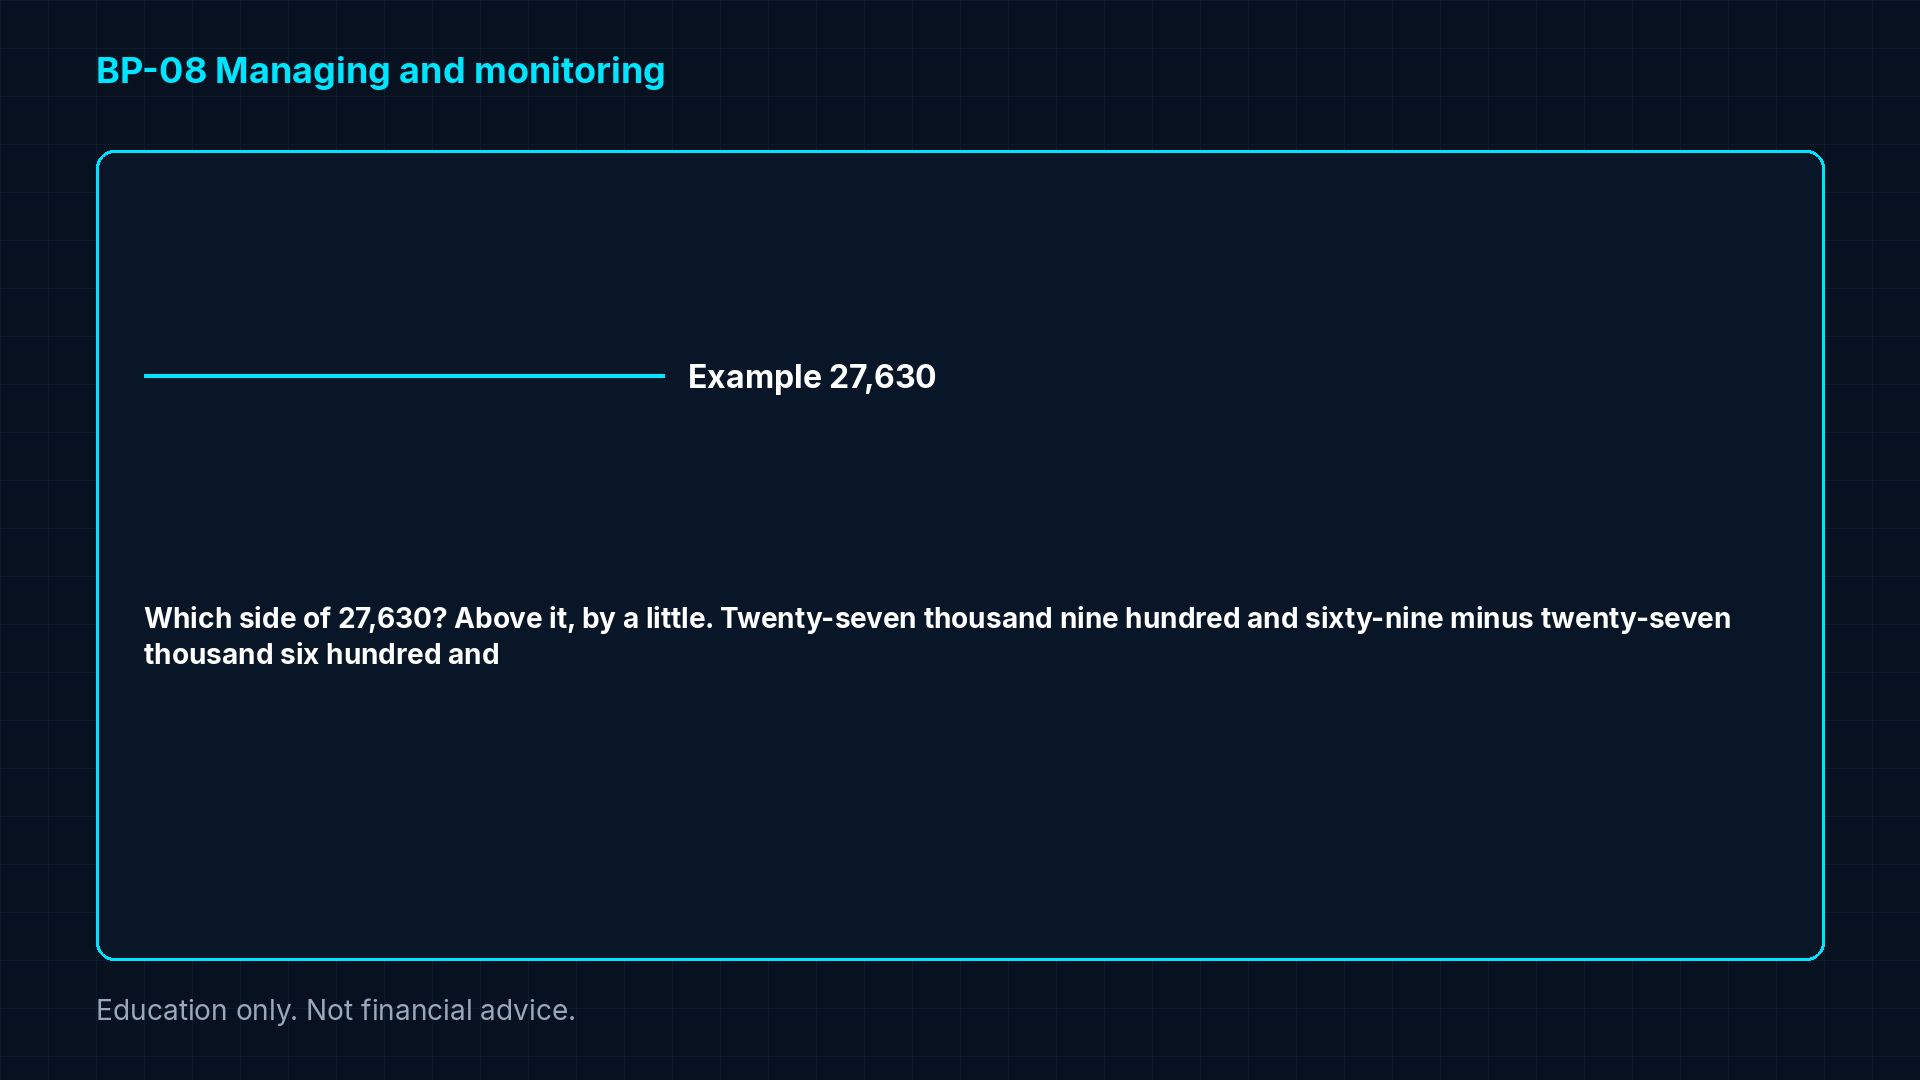 BP-08 Managing and monitoring
Example 27,630
Which side of 27,630? Above it, by a little. Twenty-seven thousand nine hundred and sixty-nine minus twenty-seven
thousand six hundred and
Education only. Not financial advice.